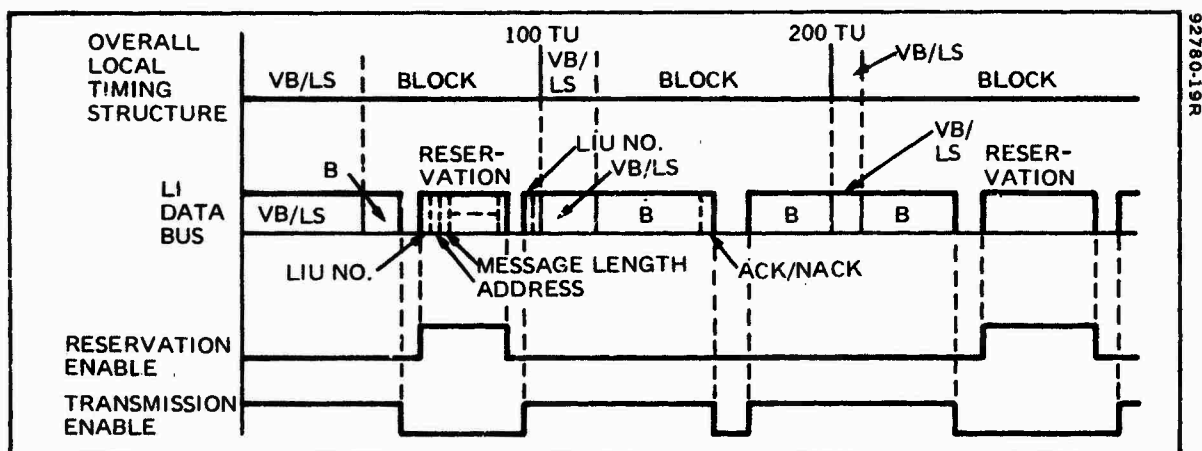 OVERALL
LOCAL
TIMING
STRUCTURE
VB/LS
BLOCK
100 TU
VB/
LS
BLOCK
200 TU
VB/LS
BLOCK
92780-19R
LI
DATA
BUS
VB/LS
B
RESER-
VATION
LIU NO.
VB/LS
B
B
VB/
LS
B
RESER-
VATION
LIU NO.
MESSAGE LENGTH
ADDRESS
ACK/NACK
RESERVATION
ENABLE
TRANSMISSION
ENABLE